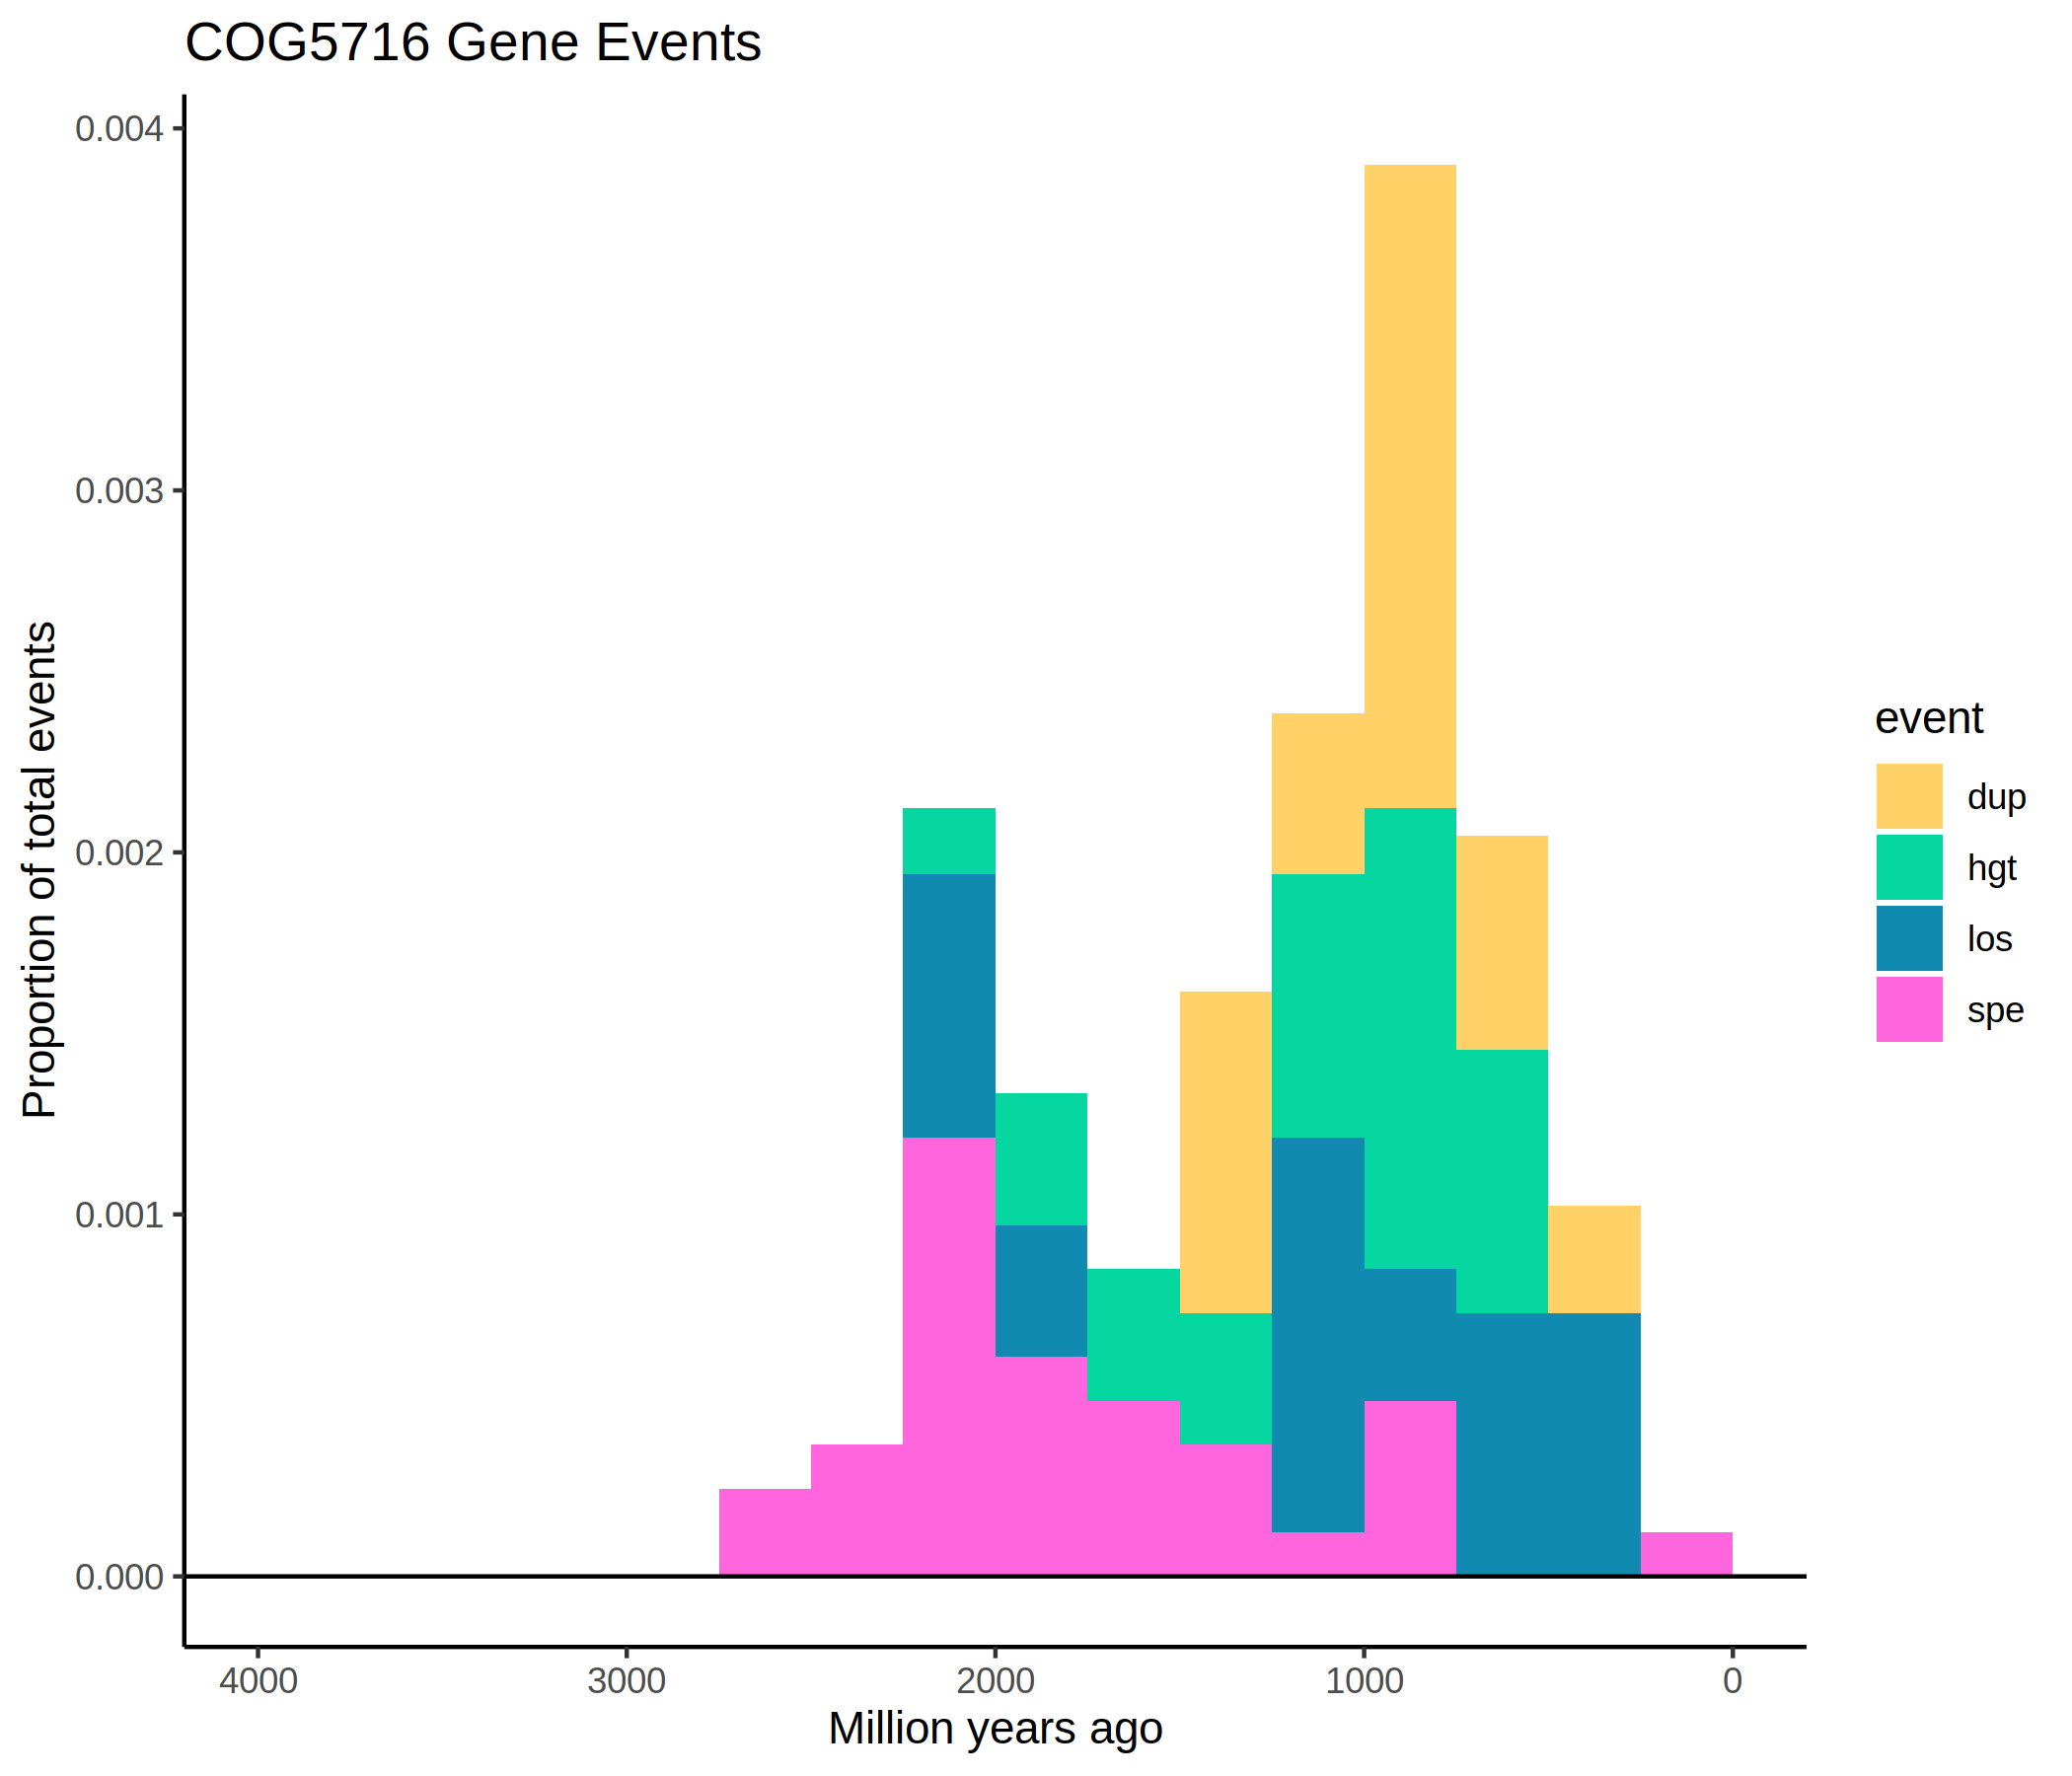 COG5716 Gene Events
Proportion of total events
0.004
0.003
0.002
0.001
0.000
4000 3000 2000 1000 0
Million years ago
event
dup
hgt
los
spe